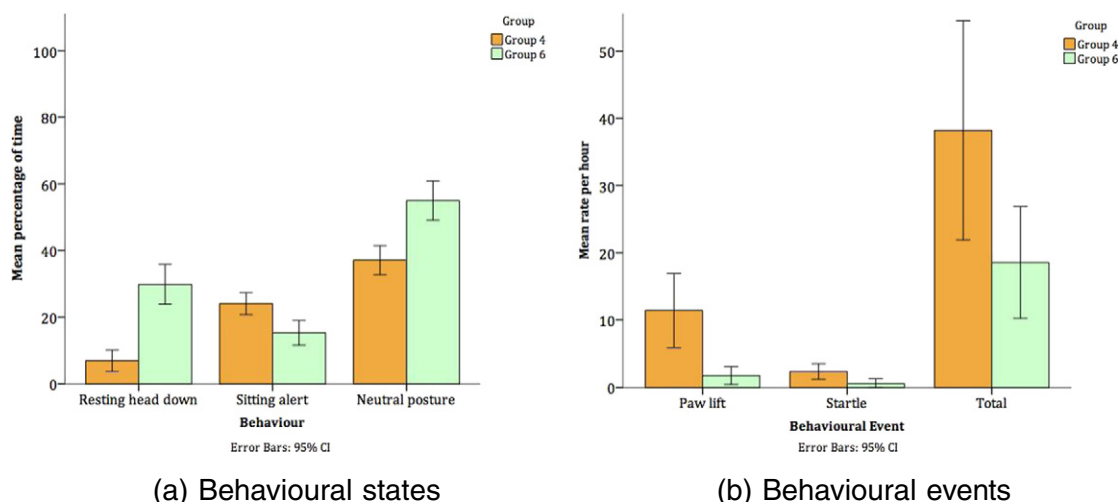 Group
Group 4
Group 6
100
80
60
40
20
0
Mean percentage of time
Resting head down Sitting alert Neutral posture
Behaviour
Error Bars: 95% CI
(a) Behavioural states
Group
Group 4
Group 6
50
40
30
20
10
0
Mean rate per hour
Paw lift Startle Total
Behavioural Event
Error Bars: 95% CI
(b) Behavioural events